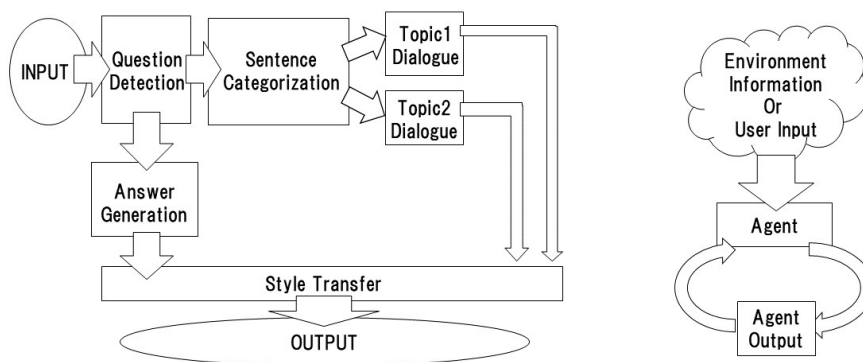 INPUT
Question
Detection
Sentence
Categorization
Topic1
Dialogue
Topic2
Dialogue
Answer
Generation
Style Transfer
OUTPUT
Environment
Information
Or
User Input
Agent
Agent
Output